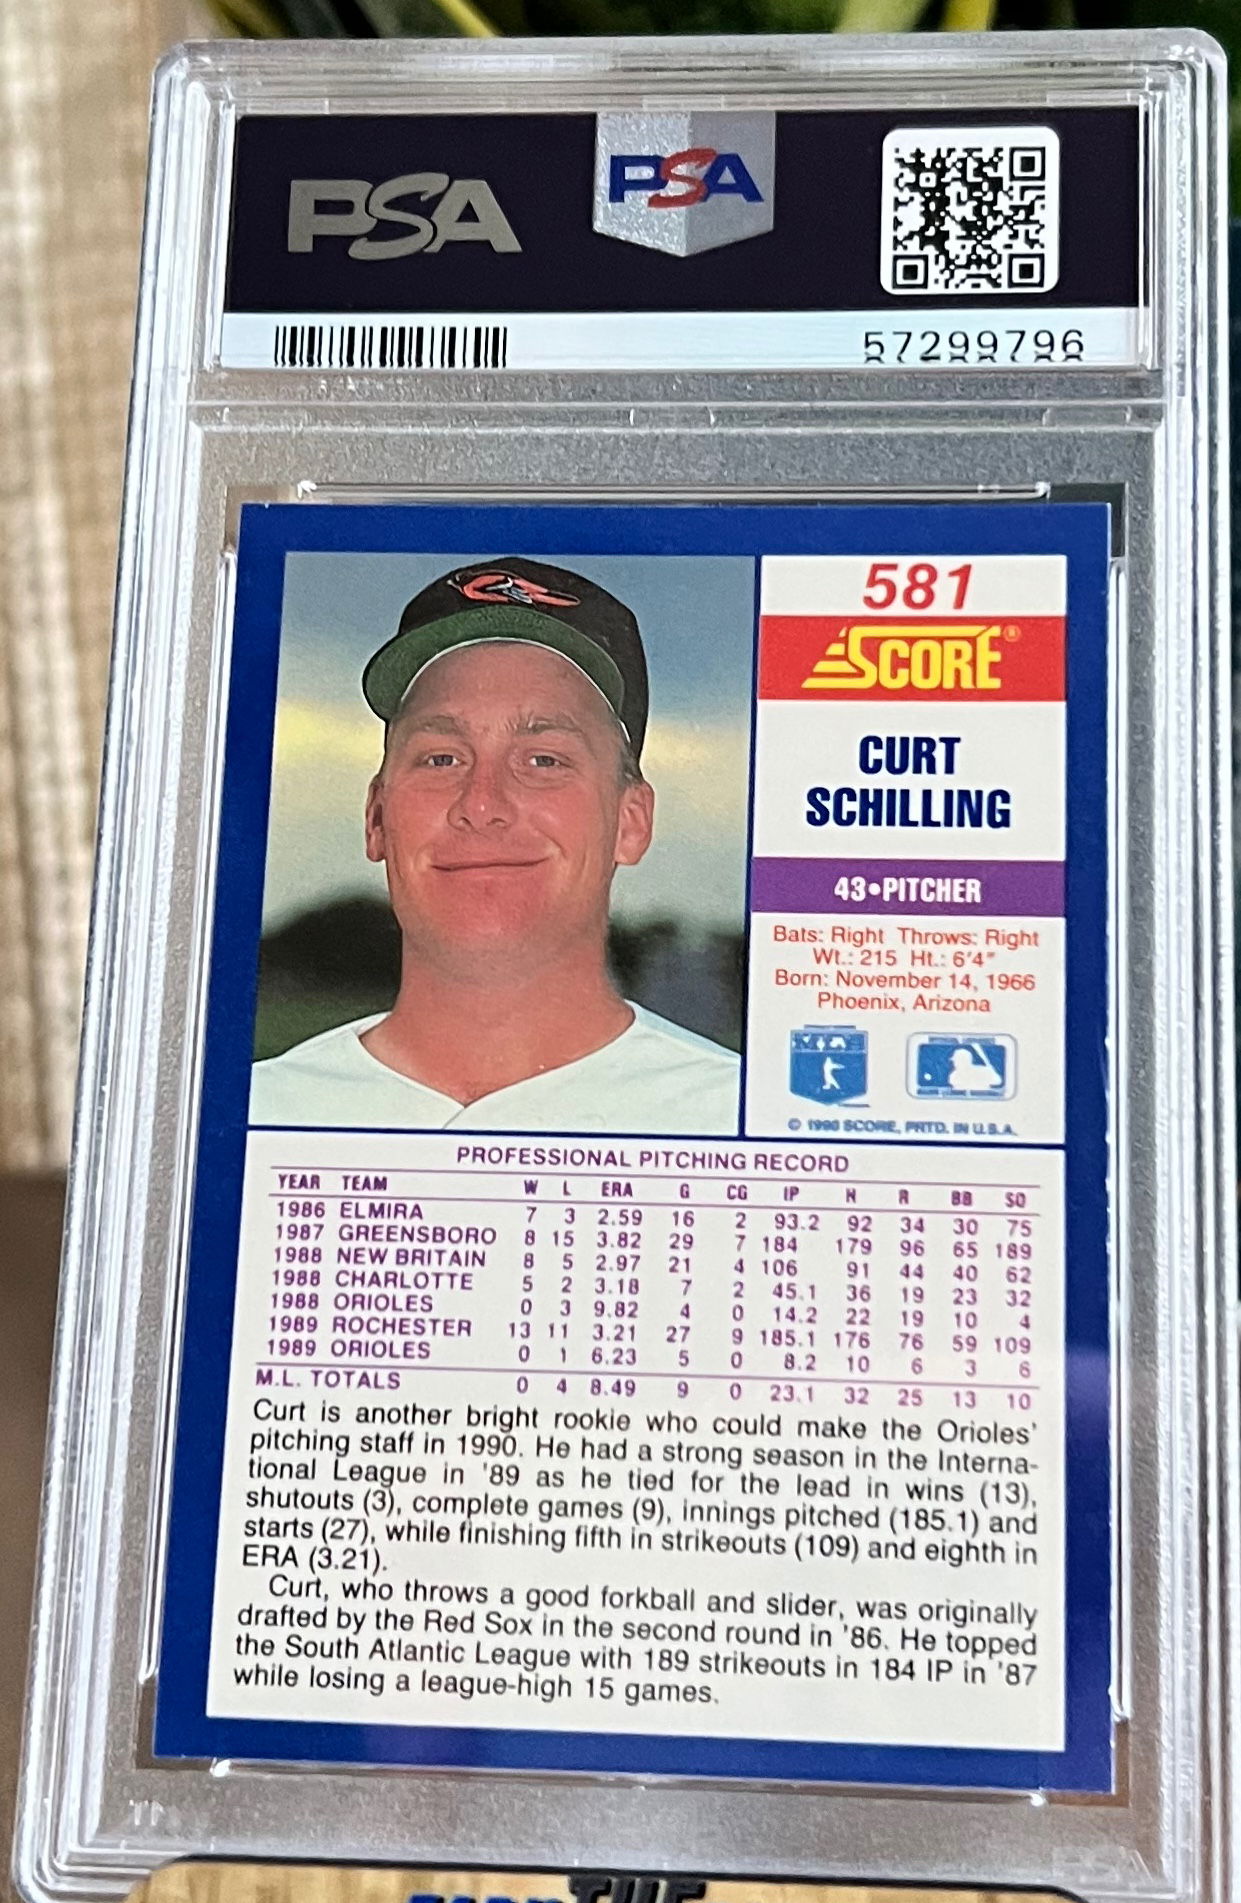 PSA
PSA
57299796
581
SCORE®
CURT
SCHILLING
43•PITCHER
Bats: Right Throws: Right
Wt.: 215 Ht.: 6'4"
Born: November 14, 1966
Phoenix, Arizona
© 1990 SCORE, PRTD. IN U.S.A.
PROFESSIONAL PITCHING RECORD
YEAR TEAM W L ERA G CG IP H R BB SO
1986 ELMIRA 7 3 2.59 16 2 93.2 92 34 30 75
1987 GREENSBORO 8 15 3.82 29 7 184 179 96 65 189
1988 NEW BRITAIN 8 5 2.97 21 4 106 91 44 40 62
1988 CHARLOTTE 5 2 3.18 7 2 45.1 36 19 23 32
1988 ORIOLES 0 3 9.82 4 0 14.2 22 19 10 4
1989 ROCHESTER 13 11 3.21 27 9 185.1 176 76 59 109
1989 ORIOLES 0 1 6.23 5 0 8.2 10 6 3 6
M.L. TOTALS 0 4 8.49 9 0 23.1 32 25 13 10
Curt is another bright rookie who could make the Orioles'
pitching staff in 1990. He had a strong season in the Interna-
tional League in '89 as he tied for the lead in wins (13),
shutouts (3), complete games (9), innings pitched (185.1) and
starts (27), while finishing fifth in strikeouts (109) and eighth in
ERA (3.21).
Curt, who throws a good forkball and slider, was originally
drafted by the Red Sox in the second round in '86. He topped
the South Atlantic League with 189 strikeouts in 184 IP in '87
while losing a league-high 15 games.
PSA
THE